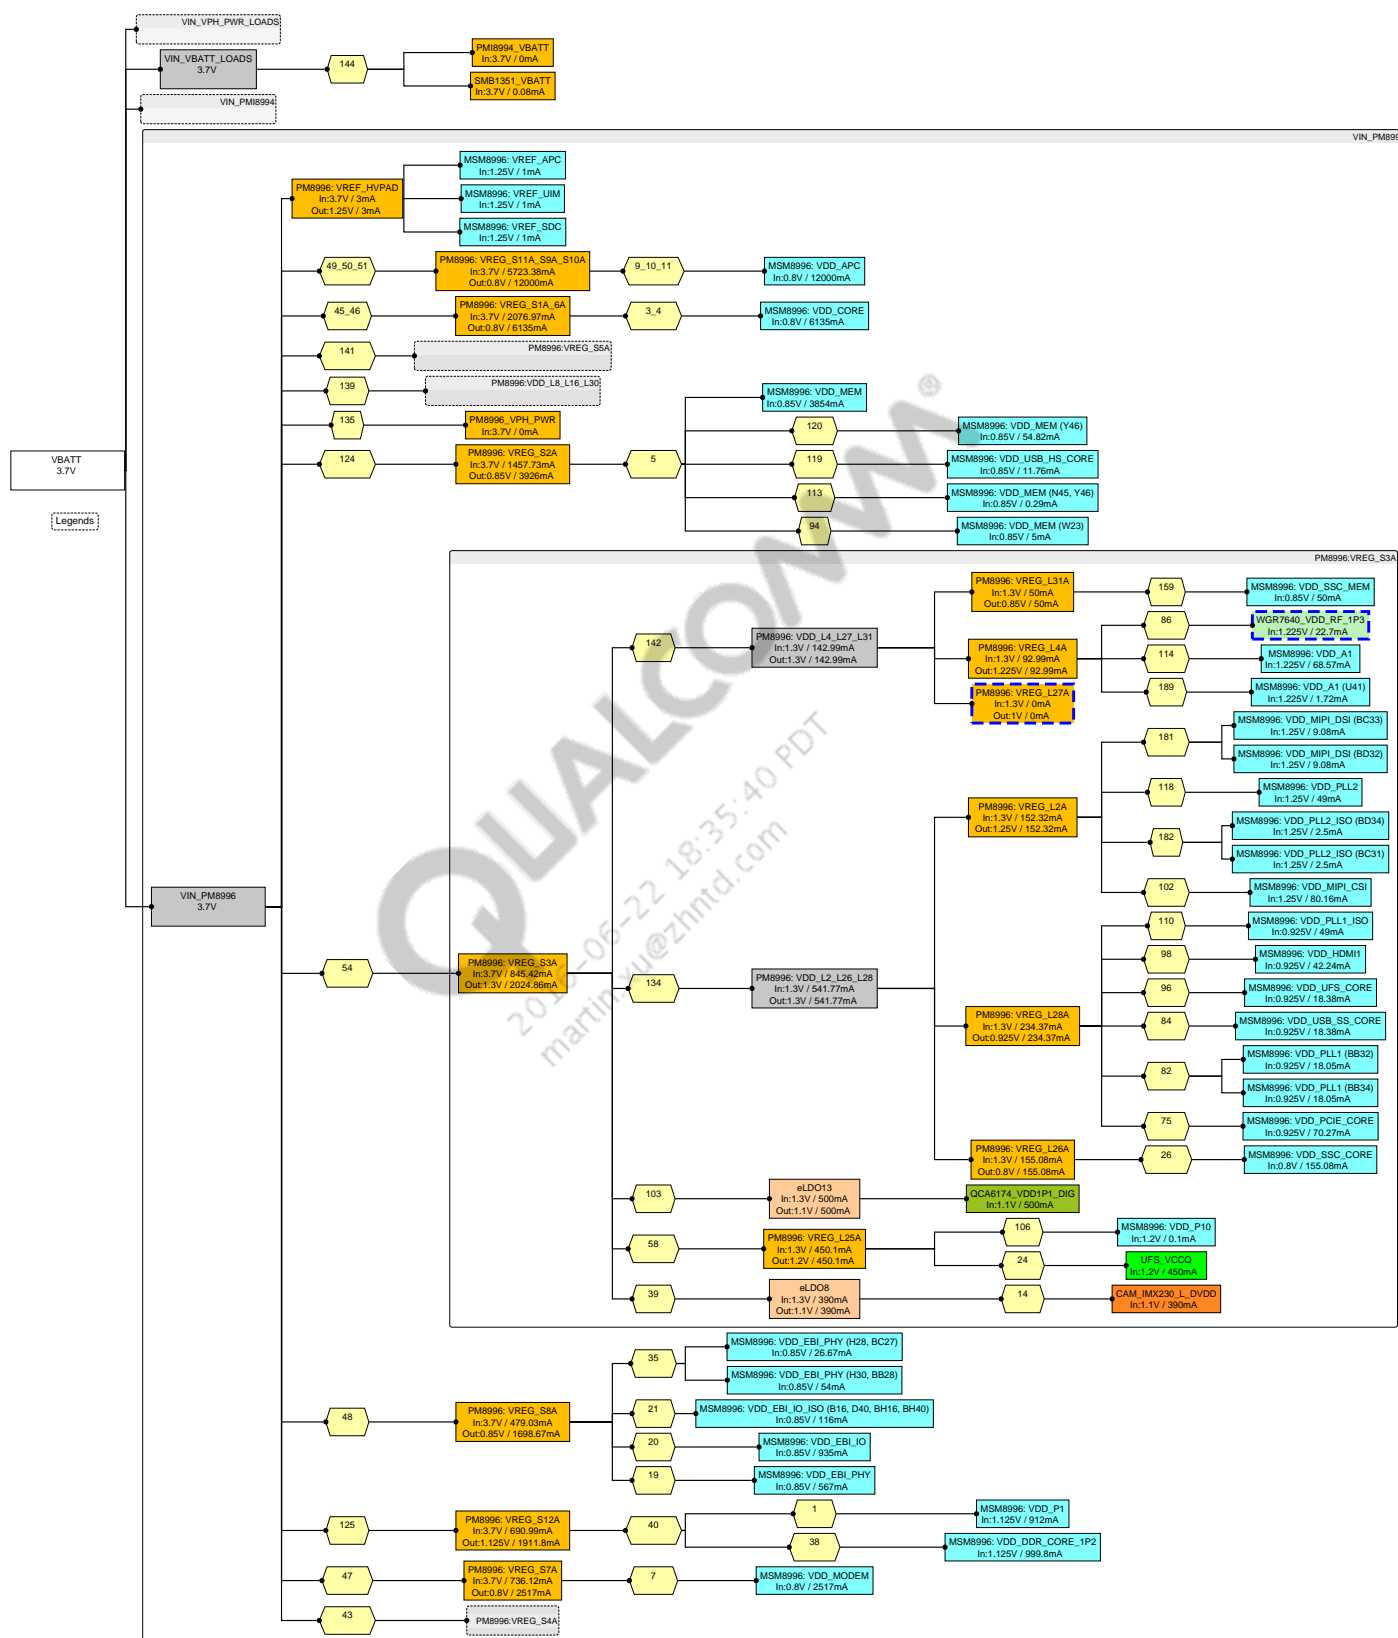 VIN_VPH_PWR_LOADS
VIN_VBATT_LOADS
3.7V
144
PMI8994_VBATT
In:3.7V / 0mA
SMB1351_VBATT
In:3.7V / 0.08mA
VIN_PMI8994
VIN_PM899
PM8996: VREF_HVPAD
In:3.7V / 3mA
Out:1.25V / 3mA
MSM8996: VREF_APC
In:1.25V / 1mA
MSM8996: VREF_UIM
In:1.25V / 1mA
MSM8996: VREF_SDC
In:1.25V / 1mA
49_50_51
PM8996: VREG_S11A_S9A_S10A
In:3.7V / 5723.38mA
Out:0.8V / 12000mA
9_10_11
MSM8996: VDD_APC
In:0.8V / 12000mA
45_46
PM8996: VREG_S1A_6A
In:3.7V / 2076.97mA
Out:0.8V / 6135mA
3_4
MSM8996: VDD_CORE
In:0.8V / 6135mA
141
PM8996:VREG_S5A
139
PM8996:VDD_L8_L16_L30
135
PM8996_VPH_PWR
In:3.7V / 0mA
VBATT
3.7V
124
PM8996: VREG_S2A
In:3.7V / 1457.73mA
Out:0.85V / 3926mA
5
MSM8996: VDD_MEM
In:0.85V / 3854mA
120
MSM8996: VDD_MEM (Y46)
In:0.85V / 54.82mA
119
MSM8996: VDD_USB_HS_CORE
In:0.85V / 11.76mA
113
MSM8996: VDD_MEM (N45, Y46)
In:0.85V / 0.29mA
94
MSM8996: VDD_MEM (W23)
In:0.85V / 5mA
Legends
PM8996:VREG_S3A
142
PM8996: VDD_L4_L27_L31
In:1.3V / 142.99mA
Out:1.3V / 142.99mA
PM8996: VREG_L31A
In:1.3V / 50mA
Out:0.85V / 50mA
159
MSM8996: VDD_SSC_MEM
In:0.85V / 50mA
PM8996: VREG_L4A
In:1.3V / 92.99mA
Out:1.225V / 92.99mA
86
WGR7640_VDD_RF_1P3
In:1.225V / 22.7mA
114
MSM8996: VDD_A1
In:1.225V / 68.57mA
189
MSM8996: VDD_A1 (U41)
In:1.225V / 1.72mA
PM8996: VREG_L27A
In:1.3V / 0mA
Out:1V / 0mA
181
MSM8996: VDD_MIPI_DSI (BC33)
In:1.25V / 9.08mA
MSM8996: VDD_MIPI_DSI (BD32)
In:1.25V / 9.08mA
PM8996: VREG_L2A
In:1.3V / 152.32mA
Out:1.25V / 152.32mA
118
MSM8996: VDD_PLL2
In:1.25V / 49mA
182
MSM8996: VDD_PLL2_ISO (BD34)
In:1.25V / 2.5mA
MSM8996: VDD_PLL2_ISO (BC31)
In:1.25V / 2.5mA
102
MSM8996: VDD_MIPI_CSI
In:1.25V / 80.16mA
VIN_PM8996
3.7V
54
PM8996: VREG_S3A
In:3.7V / 845.42mA
Out:1.3V / 2024.86mA
134
PM8996: VDD_L2_L26_L28
In:1.3V / 541.77mA
Out:1.3V / 541.77mA
110
MSM8996: VDD_PLL1_ISO
In:0.925V / 49mA
98
MSM8996: VDD_HDMI1
In:0.925V / 42.24mA
96
MSM8996: VDD_UFS_CORE
In:0.925V / 18.38mA
PM8996: VREG_L28A
In:1.3V / 234.37mA
Out:0.925V / 234.37mA
84
MSM8996: VDD_USB_SS_CORE
In:0.925V / 18.38mA
82
MSM8996: VDD_PLL1 (BB32)
In:0.925V / 18.05mA
MSM8996: VDD_PLL1 (BB34)
In:0.925V / 18.05mA
75
MSM8996: VDD_PCIE_CORE
In:0.925V / 70.27mA
PM8996: VREG_L26A
In:1.3V / 155.08mA
Out:0.8V / 155.08mA
26
MSM8996: VDD_SSC_CORE
In:0.8V / 155.08mA
103
eLDO13
In:1.3V / 500mA
Out:1.1V / 500mA
QCA6174_VDD1P1_DIG
In:1.1V / 500mA
58
PM8996: VREG_L25A
In:1.3V / 450.1mA
Out:1.2V / 450.1mA
106
MSM8996: VDD_P10
In:1.2V / 0.1mA
24
UFS_VCCQ
In:1.2V / 450mA
39
eLDO8
In:1.3V / 390mA
Out:1.1V / 390mA
14
CAM_IMX230_L_DVDD
In:1.1V / 390mA
48
PM8996: VREG_S8A
In:3.7V / 479.03mA
Out:0.85V / 1698.67mA
35
MSM8996: VDD_EBI_PHY (H28, BC27)
In:0.85V / 26.67mA
MSM8996: VDD_EBI_PHY (H30, BB28)
In:0.85V / 54mA
21
MSM8996: VDD_EBI_IO_ISO (B16, D40, BH16, BH40)
In:0.85V / 116mA
20
MSM8996: VDD_EBI_IO
In:0.85V / 935mA
19
MSM8996: VDD_EBI_PHY
In:0.85V / 567mA
125
PM8996: VREG_S12A
In:3.7V / 690.99mA
Out:1.125V / 1911.8mA
40
1
MSM8996: VDD_P1
In:1.125V / 912mA
38
MSM8996: VDD_DDR_CORE_1P2
In:1.125V / 999.8mA
47
PM8996: VREG_S7A
In:3.7V / 736.12mA
Out:0.8V / 2517mA
7
MSM8996: VDD_MODEM
In:0.8V / 2517mA
43
PM8996:VREG_S4A
QUALCOMM®
martin.xu@zhntd.com